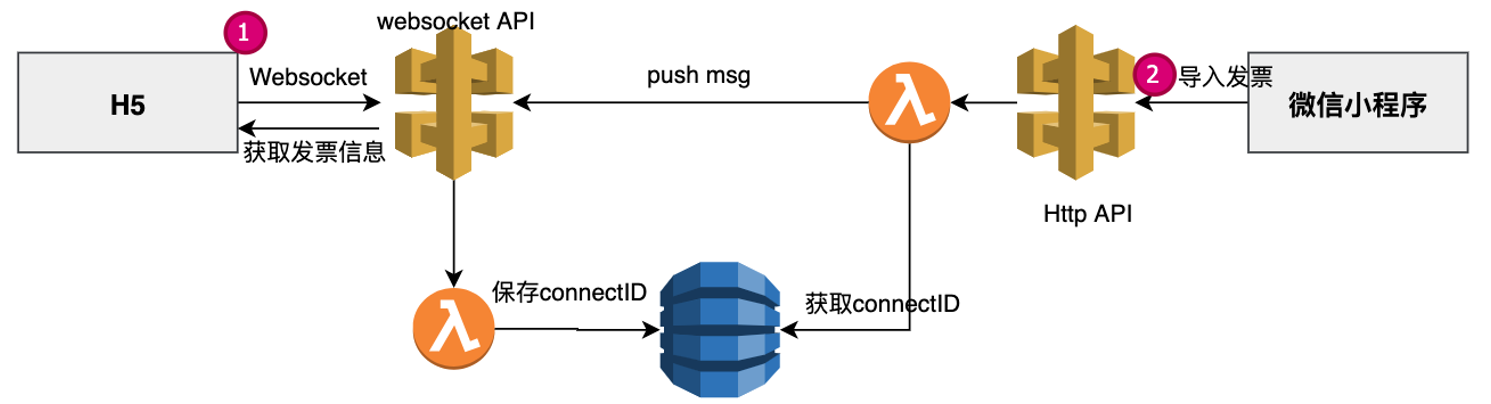 websocket API
1
Websocket
H5
获取发票信息
push msg
2
导入发票
微信小程序
Http API
保存connectID
获取connectID